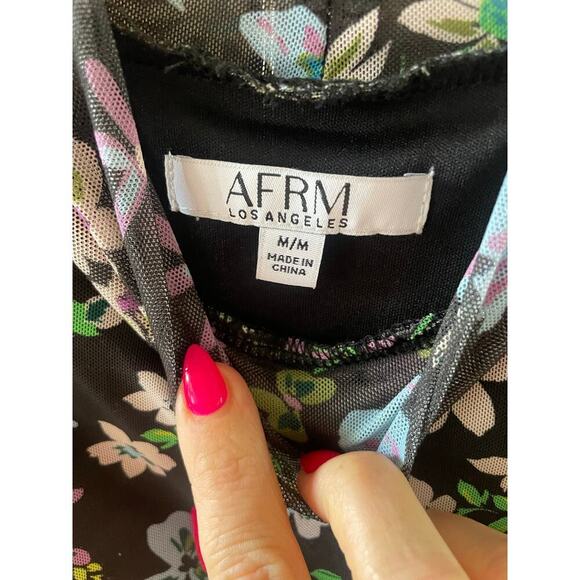 AFRM
LOS ANGELES
M/M
MADE IN
CHINA